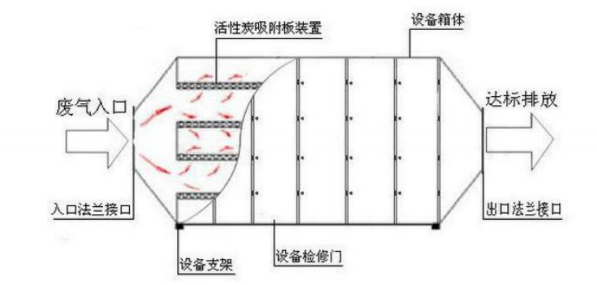 活性炭吸附板装置
设备箱体
废气入口
达标排放
入口法兰接口
出口法兰接口
设备支架
设备检修门